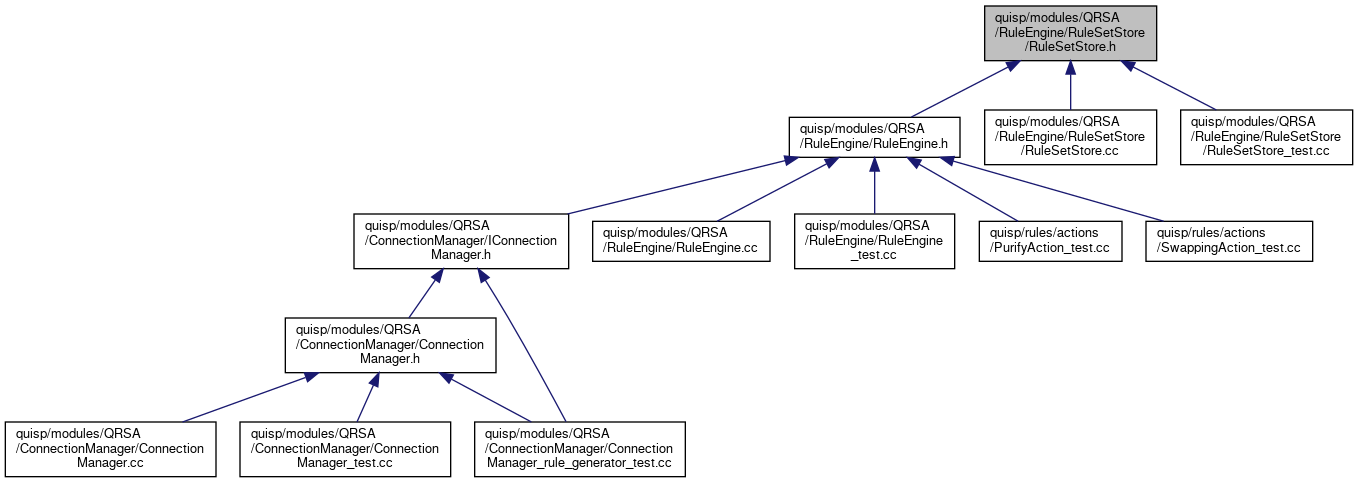 quisp/modules/QRSA
/RuleEngine/RuleSetStore
/RuleSetStore.h
quisp/modules/QRSA
/RuleEngine/RuleEngine.h
quisp/modules/QRSA
/RuleEngine/RuleSetStore
/RuleSetStore.cc
quisp/modules/QRSA
/RuleEngine/RuleSetStore
/RuleSetStore_test.cc
quisp/modules/QRSA
/ConnectionManager/IConnection
Manager.h
quisp/modules/QRSA
/RuleEngine/RuleEngine.cc
quisp/modules/QRSA
/RuleEngine/RuleEngine
_test.cc
quisp/rules/actions
/PurifyAction_test.cc
quisp/rules/actions
/SwappingAction_test.cc
quisp/modules/QRSA
/ConnectionManager/Connection
Manager.h
quisp/modules/QRSA
/ConnectionManager/Connection
Manager.cc
quisp/modules/QRSA
/ConnectionManager/Connection
Manager_test.cc
quisp/modules/QRSA
/ConnectionManager/Connection
Manager_rule_generator_test.cc